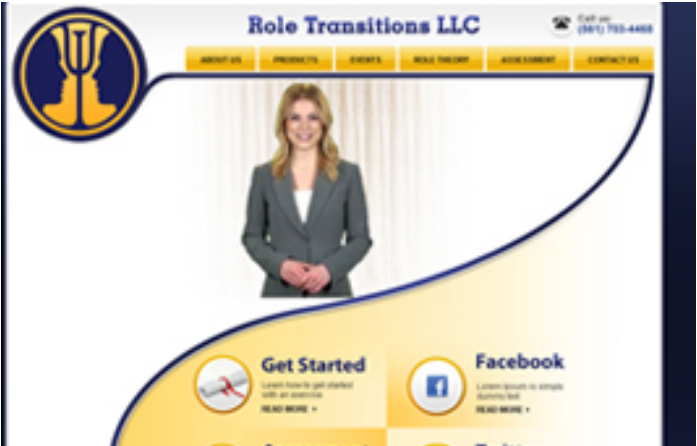 Role Transitions LLC
Call us:
(561) 703-4468
ABOUT US
PRODUCTS
EVENTS
ROLE THEORY
ASSESSMENT
CONTACT US
Get Started
Learn how to get started
with an exercise
READ MORE
Facebook
Lorem Ipsum is simply
dummy text
READ MORE